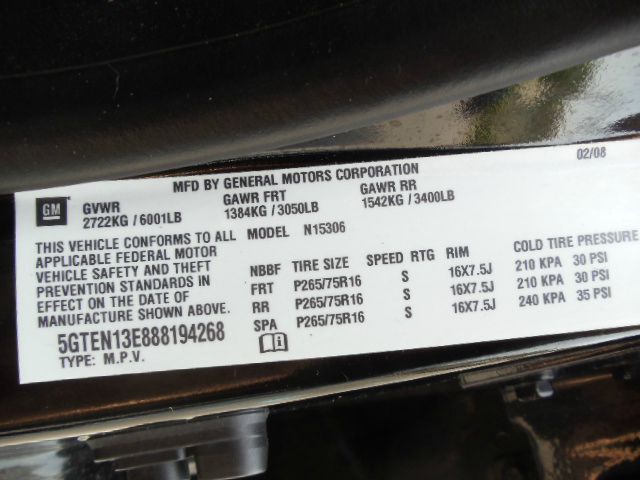 MFD BY GENERAL MOTORS CORPORATION 02/08
GM GVWR GAWR FRT GAWR RR
2722KG / 6001LB 1384KG / 3050LB 1542KG / 3400LB
THIS VEHICLE CONFORMS TO ALL MODEL N15306
APPLICABLE FEDERAL MOTOR
VEHICLE SAFETY AND THEFT
PREVENTION STANDARDS IN
EFFECT ON THE DATE OF
MANUFACTURE SHOWN ABOVE.
NBBF TIRE SIZE SPEED RTG RIM COLD TIRE PRESSURE
FRT P265/75R16 S 16X7.5J 210 KPA 30 PSI
RR P265/75R16 S 16X7.5J 210 KPA 30 PSI
SPA P265/75R16 S 16X7.5J 240 KPA 35 PSI
5GTEN13E888194268
TYPE: M.P.V.